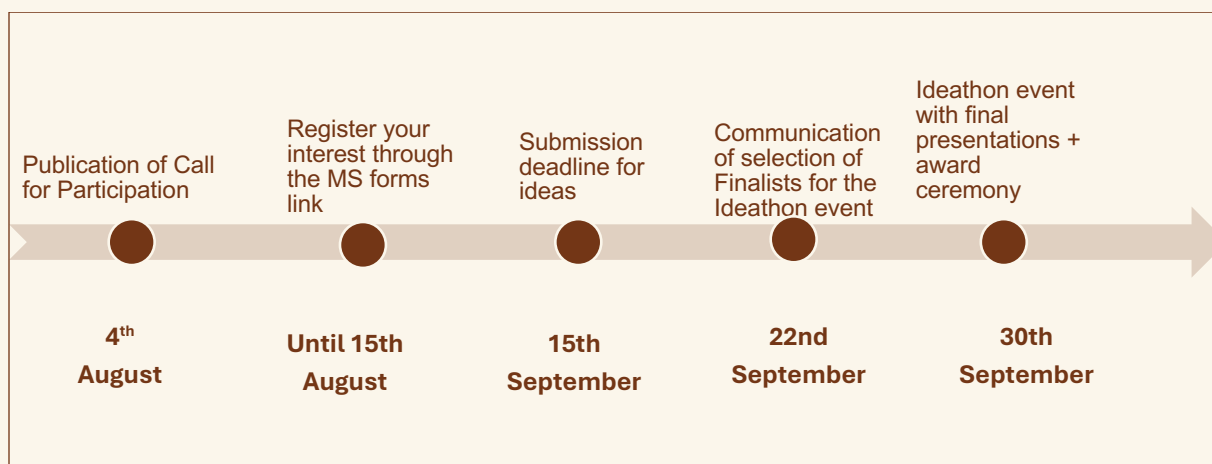 Publication of Call
for Participation
Register your
interest through
the MS forms
link
Submission
deadline for
ideas
Communication
of selection of
Finalists for the
Ideathon event
Ideathon event
with final
presentations +
award
ceremony
4th
August
Until 15th
August
15th
September
22nd
September
30th
September